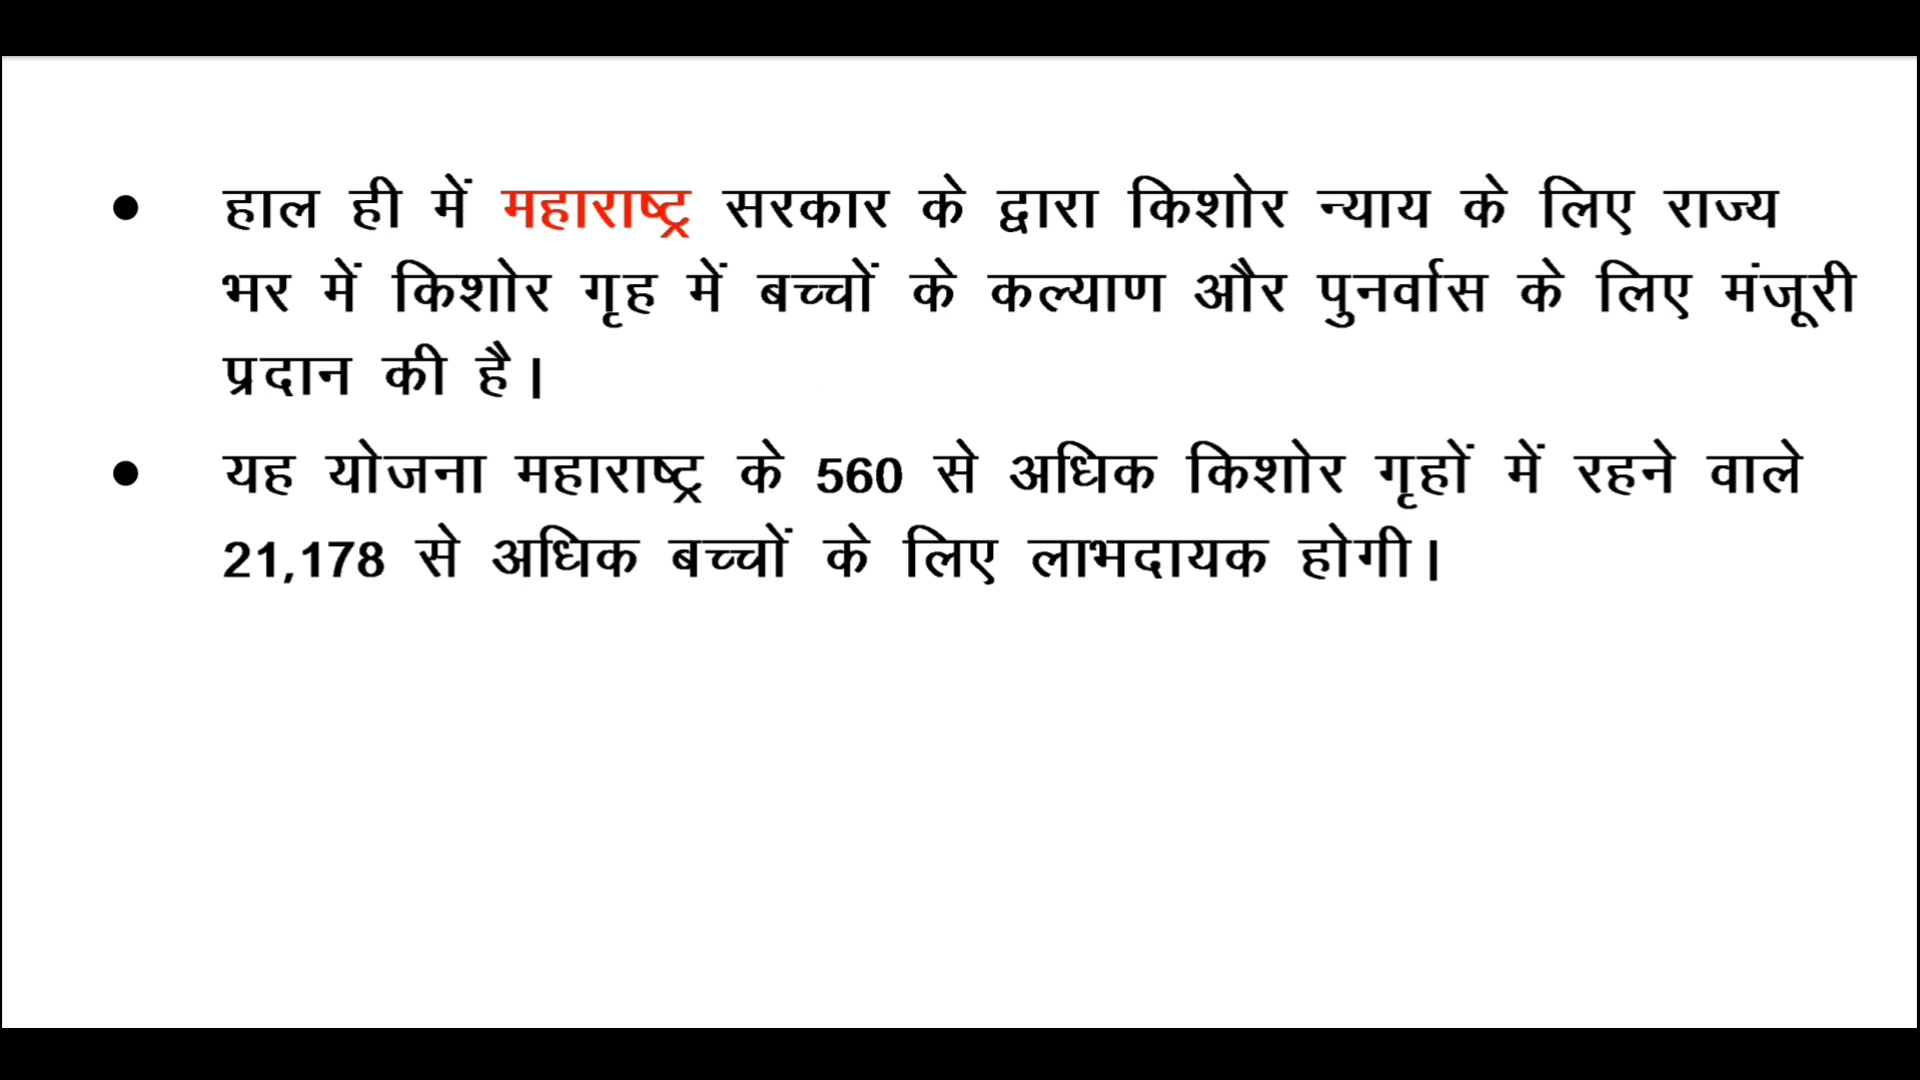 ● हाल ही में महाराष्ट्र सरकार के द्वारा किशोर न्याय के लिए राज्य
भर में किशोर गृह में बच्चों के कल्याण और पुनर्वास के लिए मंजूरी
प्रदान की है।
● यह योजना महाराष्ट्र के 560 से अधिक किशोर गृहों में रहने वाले
21,178 से अधिक बच्चों के लिए लाभदायक होगी।